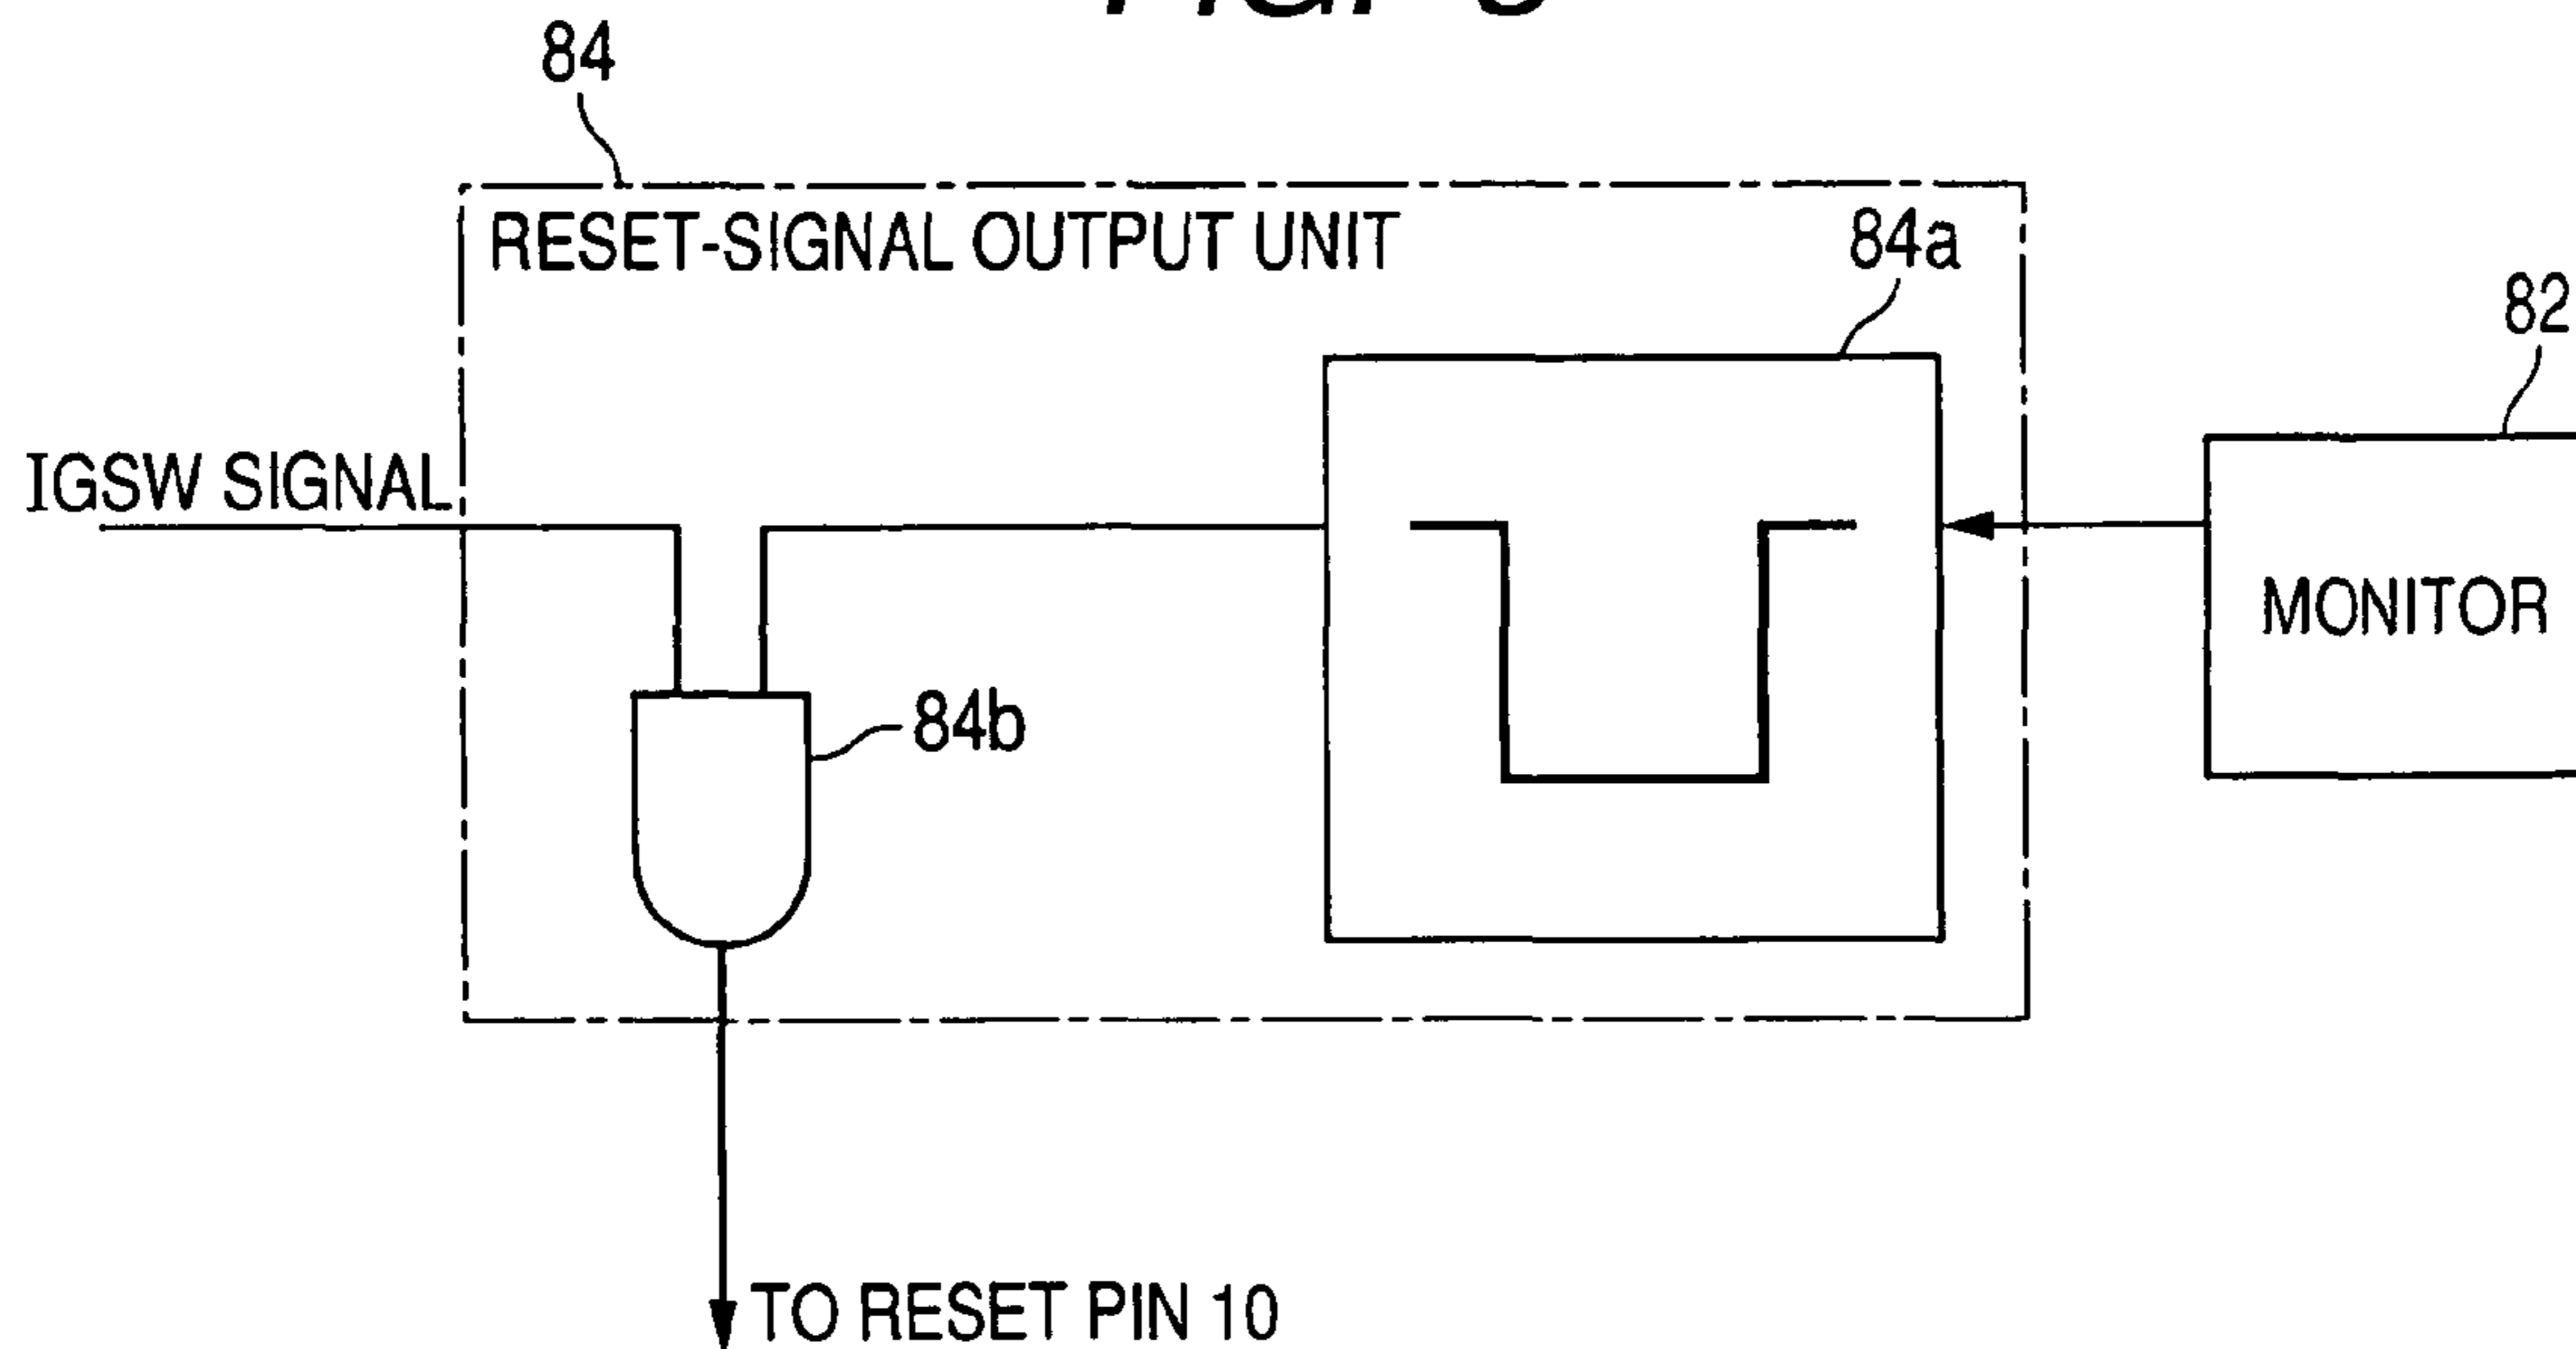 84
RESET-SIGNAL OUTPUT UNIT
84a
82
IGSW SIGNAL
MONITOR
84b
TO RESET PIN 10